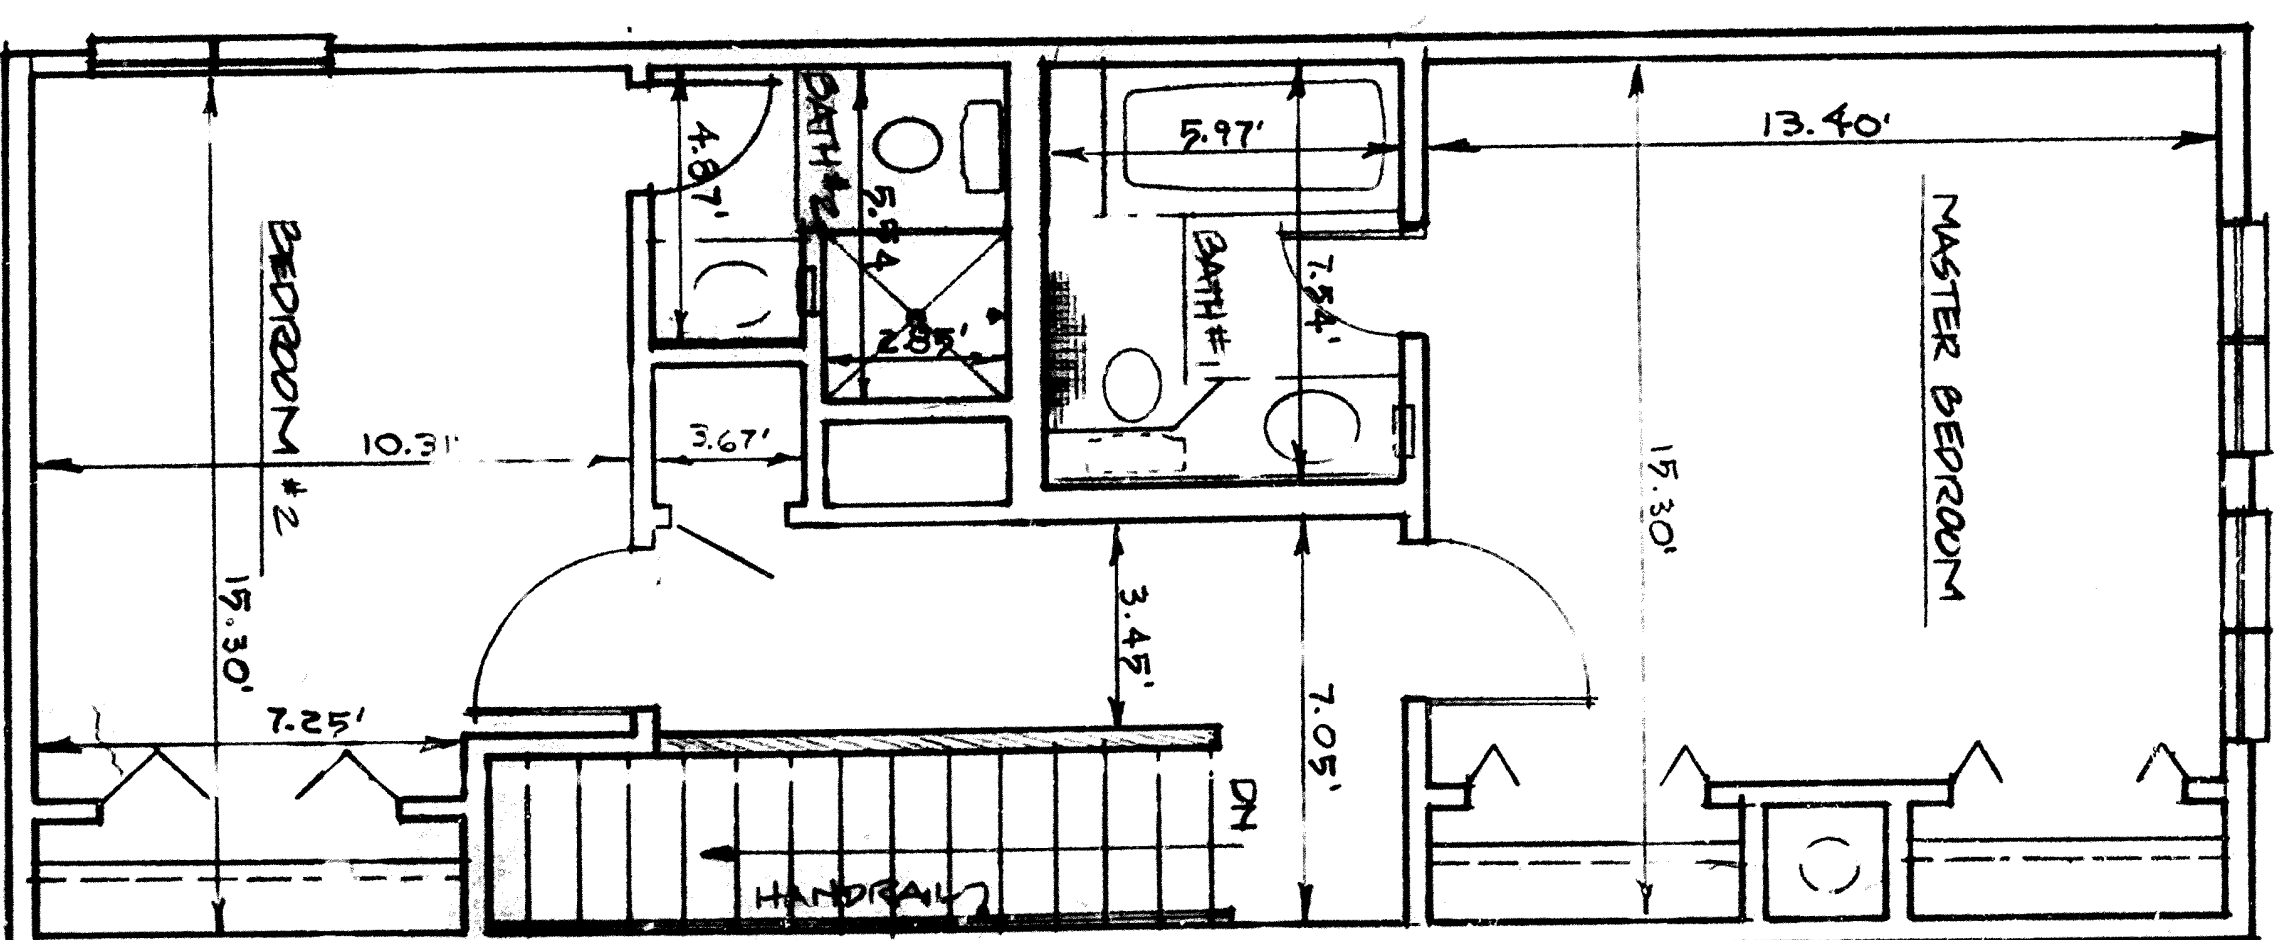 BEDROOM #2
10.31'
15.30'
7.25'
4.87'
BATH #2
5.94
2.85'
3.67'
5.97'
BATH #1
7.54'
3.45'
7.05'
DN
HANDRAIL
13.40'
MASTER BEDROOM
15.30'